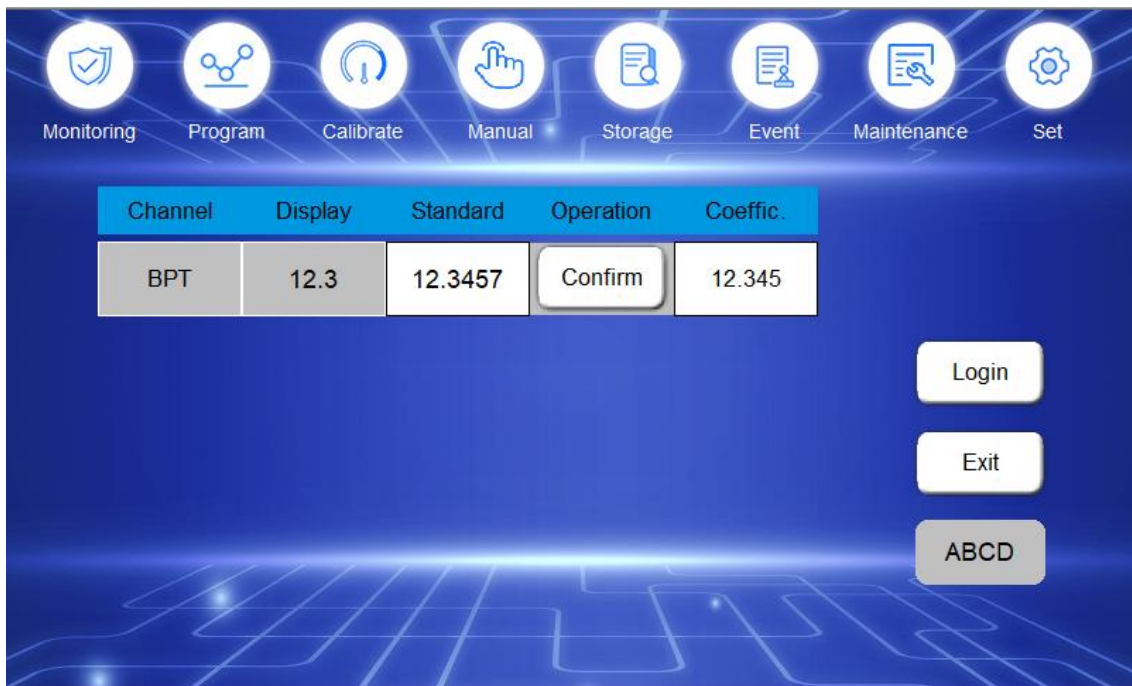 Monitoring Program Calibrate Manual Storage Event Maintenance Set
Channel Display Standard Operation Coeffic.
BPT 12.3 12.3457 Confirm 12.345
Login
Exit
ABCD